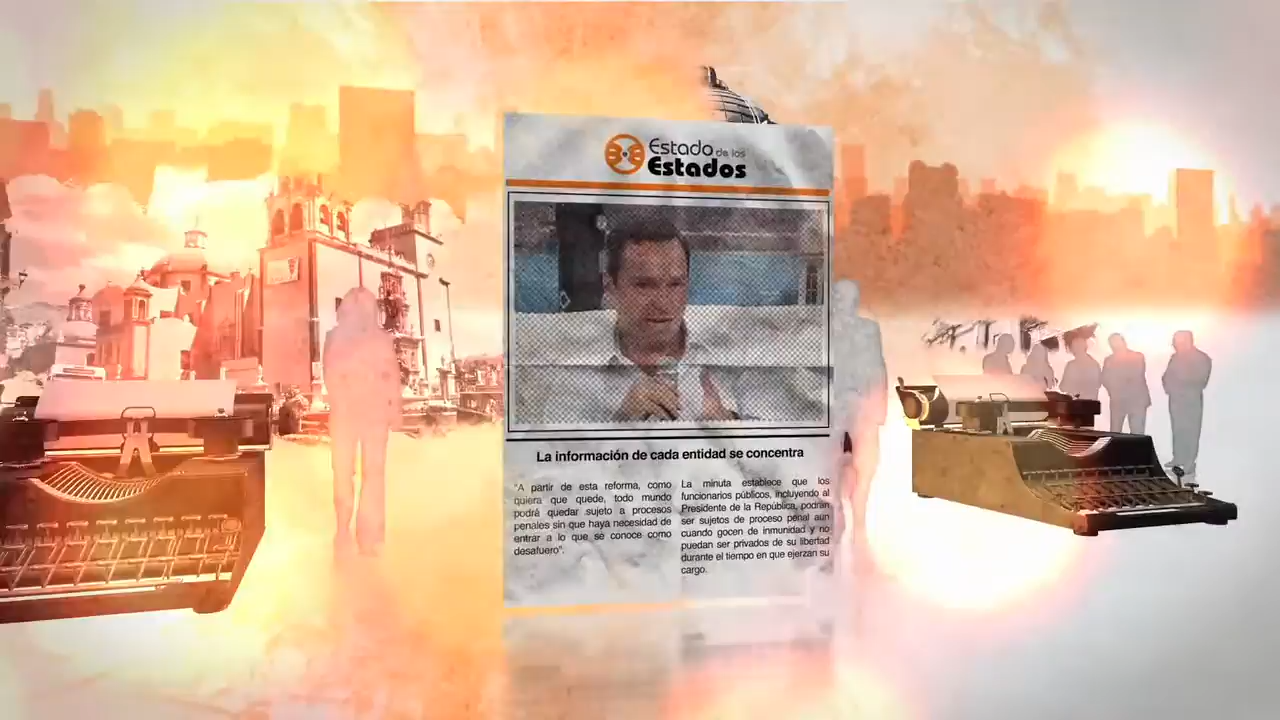 Estado de los
Estados
La información de cada entidad se concentra
"A partir de esta reforma, como
quiera que quede, todo mundo
podrá quedar sujeto a procesos
penales sin que haya necesidad de
entrar a lo que se conoce como
desafuero".
La minuta establece que los
funcionarios públicos, incluyendo al
Presidente de la República, podrían
ser sujetos de proceso penal aun
cuando gocen de inmunidad y no
puedan ser privados de su libertad
durante el tiempo en que ejerzan su
cargo.